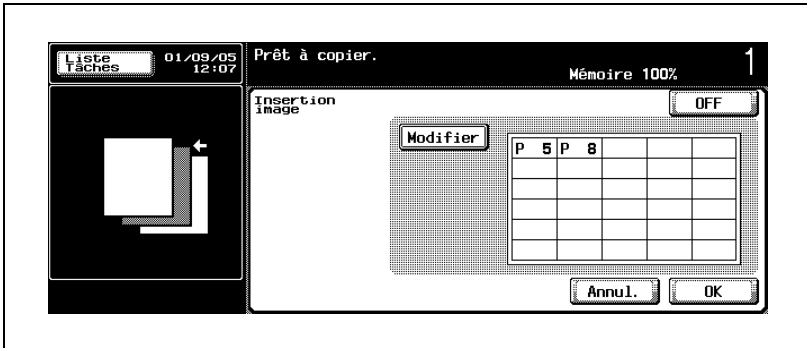 Liste Tâches
01/09/05
12:07
Prêt à copier.
Mémoire 100%
1
Insertion image
OFF
Modifier
P 5 P 8
Annul.
OK